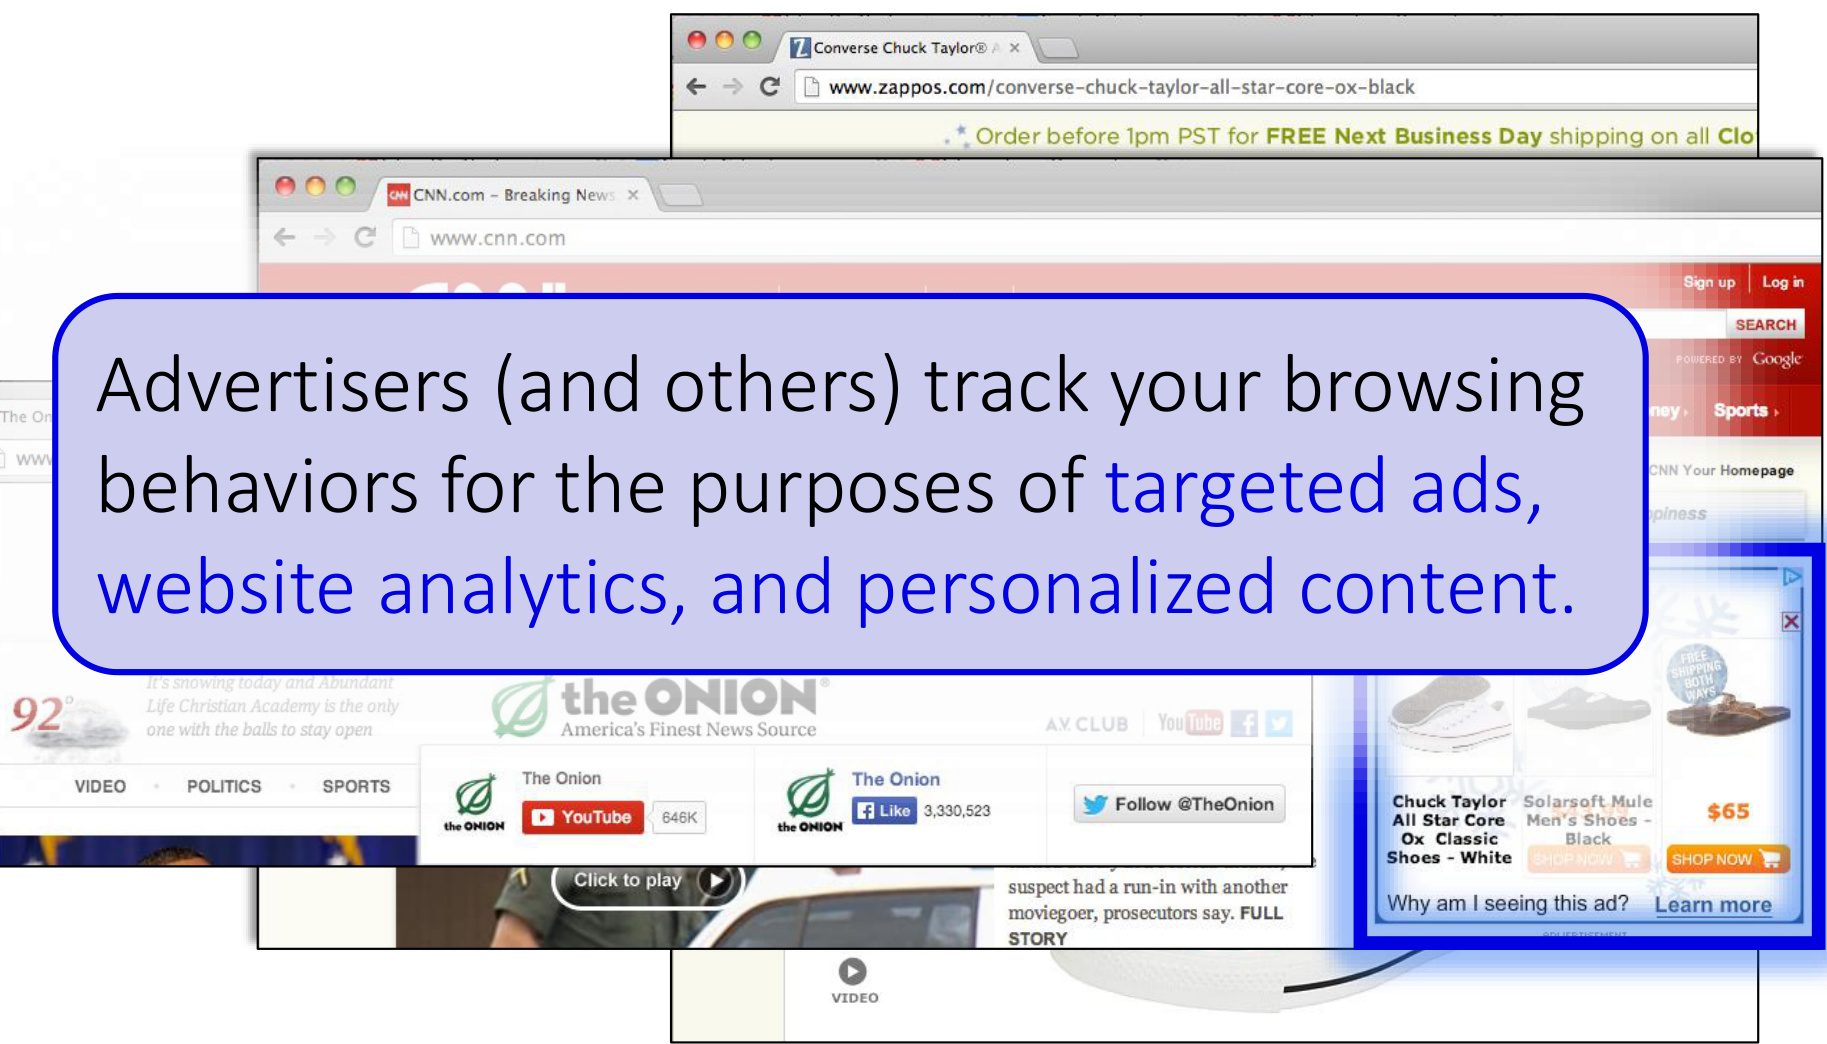 Converse Chuck Taylor® A
www.zappos.com/converse-chuck-taylor-all-star-core-ox-black
Order before 1pm PST for FREE Next Business Day shipping on all Clo
CNN CNN.com – Breaking News
www.cnn.com
Sign up Log in
SEARCH
POWERED BY Google
The On
Sports
www
CNN Your Homepage
Advertisers (and others) track your browsing
behaviors for the purposes of targeted ads,
website analytics, and personalized content.
FREE
SHIPPING
BOTH
WAYS
92°
It's snowing today and Abundant
Life Christian Academy is the only
one with the balls to stay open
the ONION®
America's Finest News Source
A.V. CLUB YouTube
VIDEO POLITICS SPORTS
the ONION
The Onion
YouTube 646K
the ONION
The Onion
Like 3,330,523
Follow @TheOnion
Chuck Taylor
All Star Core
Ox Classic
Shoes - White
Solarsoft Mule
Men's Shoes -
Black
SHOP NOW
$65
SHOP NOW
Why am I seeing this ad? Learn more
ADVERTISEMENT
Click to play
suspect had a run-in with another
moviegoer, prosecutors say. FULL
STORY
VIDEO